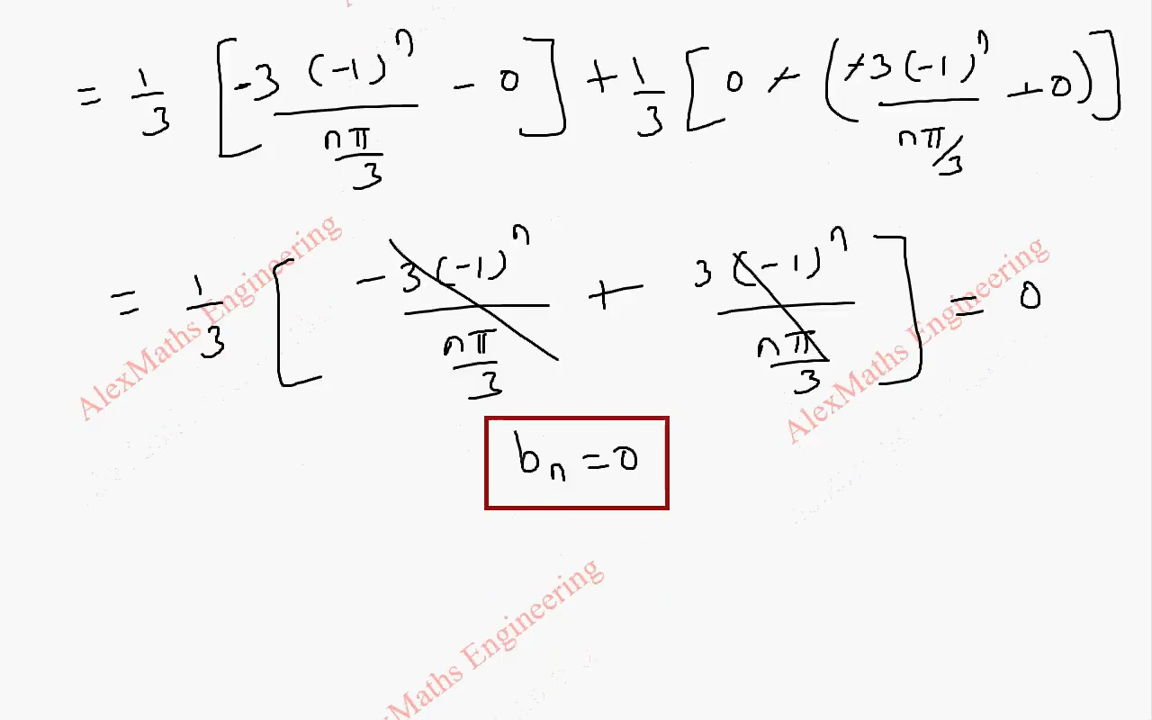 = 1/3 [ -3 (-1)^n / (nπ/3) - 0 ] + 1/3 [ 0 - ( -3 (-1)^n / (nπ/3) + 0 ) ]
= 1/3 [ - 3 (-1)^n / (nπ/3) + 3 (-1)^n / (nπ/3) ] = 0
b_n = 0
AlexMaths Engineering
AlexMaths Engineering
AlexMaths Engineering